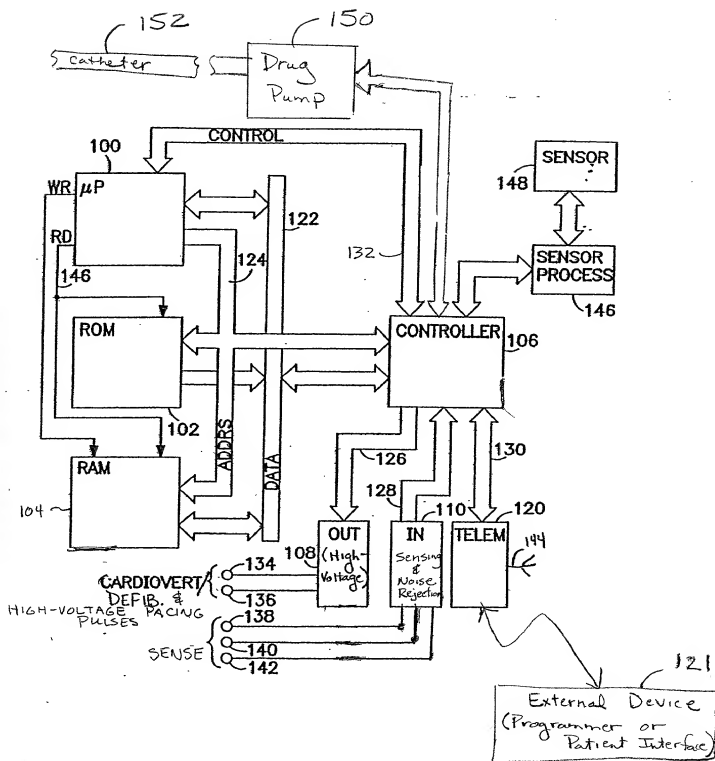 152
150
Catheter
Drug
Pump
CONTROL
100
µP
WR
RD
146
122
124
132
148
SENSOR
SENSOR
PROCESS
146
ROM
102
CONTROLLER
106
ADDRS
DATA
RAM
104
126
128
130
110
120
OUT
(High-
Voltage)
108
IN
Sensing
&
Noise
Rejection
TELEM
144
134
CARDIOVERT/
DEFIB. &
HIGH-VOLTAGE PACING
PULSES
136
138
SENSE
140
142
121
External Device
(Programmer or
Patient Interface)